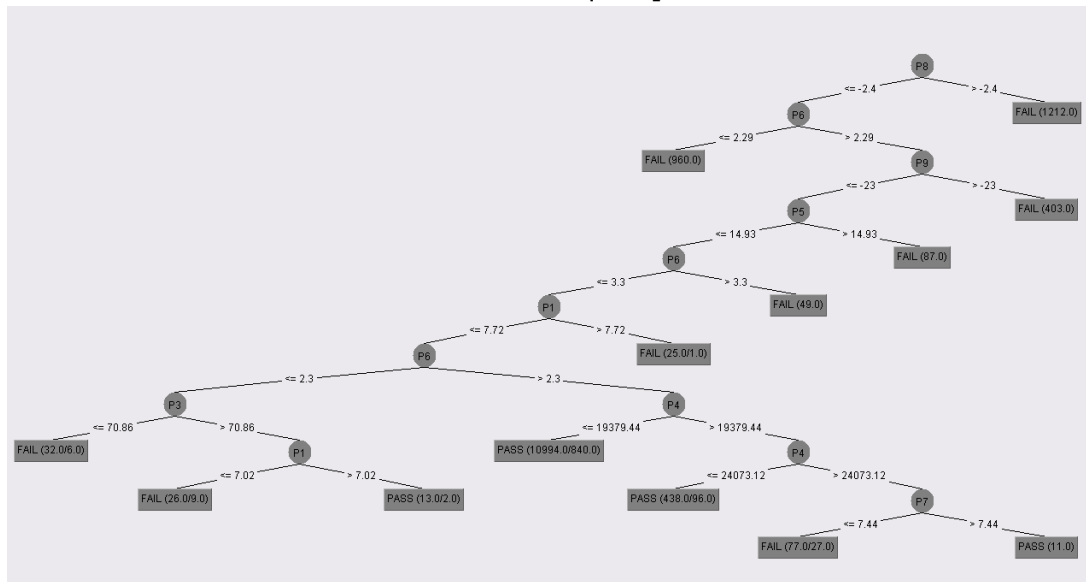 P8
<= -2.4
> -2.4
P6
FAIL (1212.0)
<= 2.29
> 2.29
FAIL (960.0)
P9
<= -23
> -23
P5
FAIL (403.0)
<= 14.93
> 14.93
P6
FAIL (87.0)
<= 3.3
> 3.3
P1
FAIL (49.0)
<= 7.72
> 7.72
P6
FAIL (25.0/1.0)
<= 2.3
> 2.3
P3
P4
<= 70.86
> 70.86
<= 19379.44
> 19379.44
FAIL (32.0/6.0)
P1
PASS (10994.0/840.0)
P4
<= 7.02
> 7.02
<= 24073.12
> 24073.12
FAIL (26.0/9.0)
PASS (13.0/2.0)
PASS (438.0/96.0)
P7
<= 7.44
> 7.44
FAIL (77.0/27.0)
PASS (11.0)